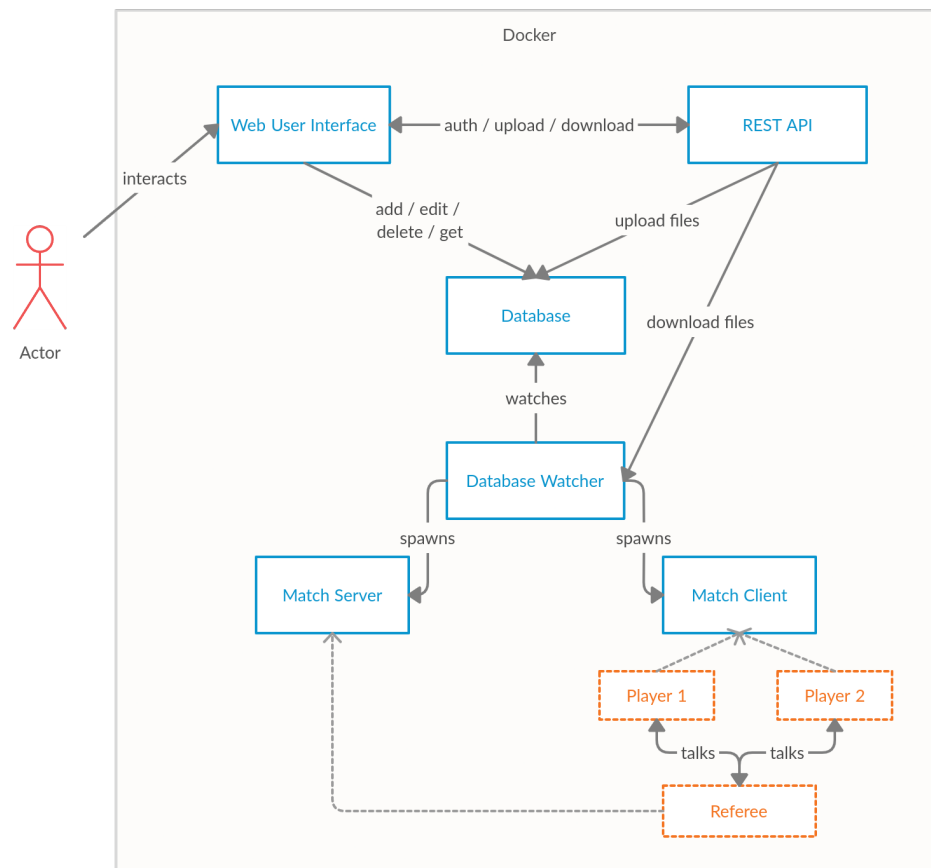 Docker
Web User Interface
auth / upload / download
REST API
interacts
add / edit /
delete / get
upload files
Database
download files
Actor
watches
Database Watcher
spawns
spawns
Match Server
Match Client
Player 1
Player 2
talks
talks
Referee